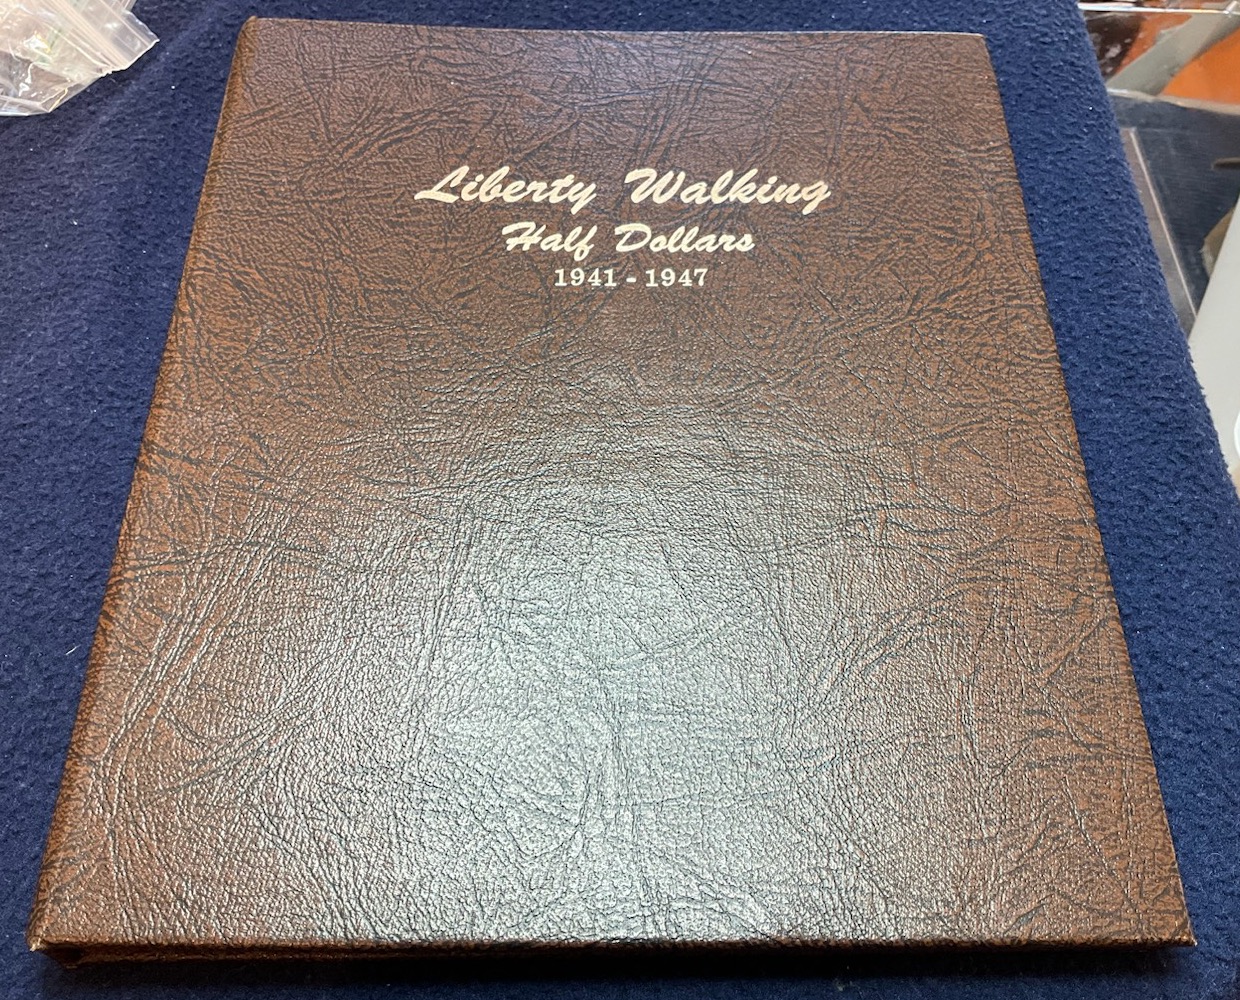 Liberty Walking
Half Dollars
1941 - 1947